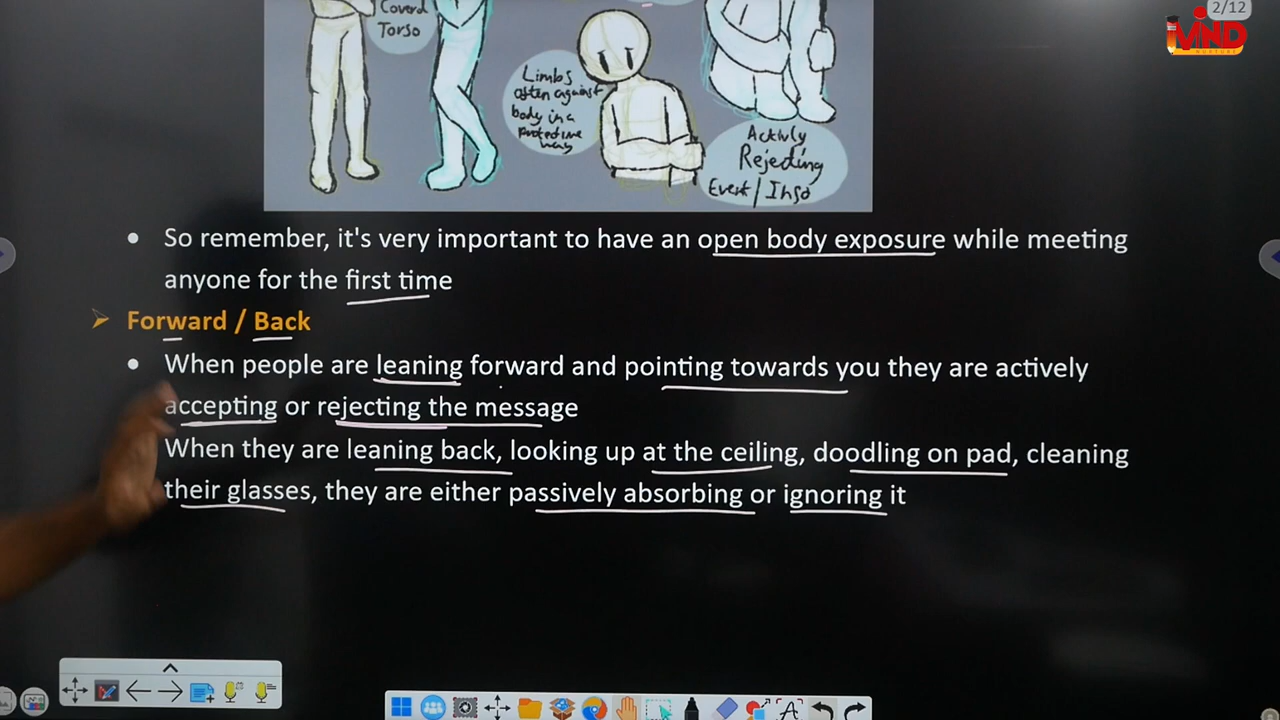 2/12
MIND
Coverd
Torso
Limbs
often against
body in a
protective
way
Activly
Rejecting
Event/Info
So remember, it's very important to have an open body exposure while meeting
anyone for the first time
Forward / Back
When people are leaning forward and pointing towards you they are actively
accepting or rejecting the message
When they are leaning back, looking up at the ceiling, doodling on pad, cleaning
their glasses, they are either passively absorbing or ignoring it